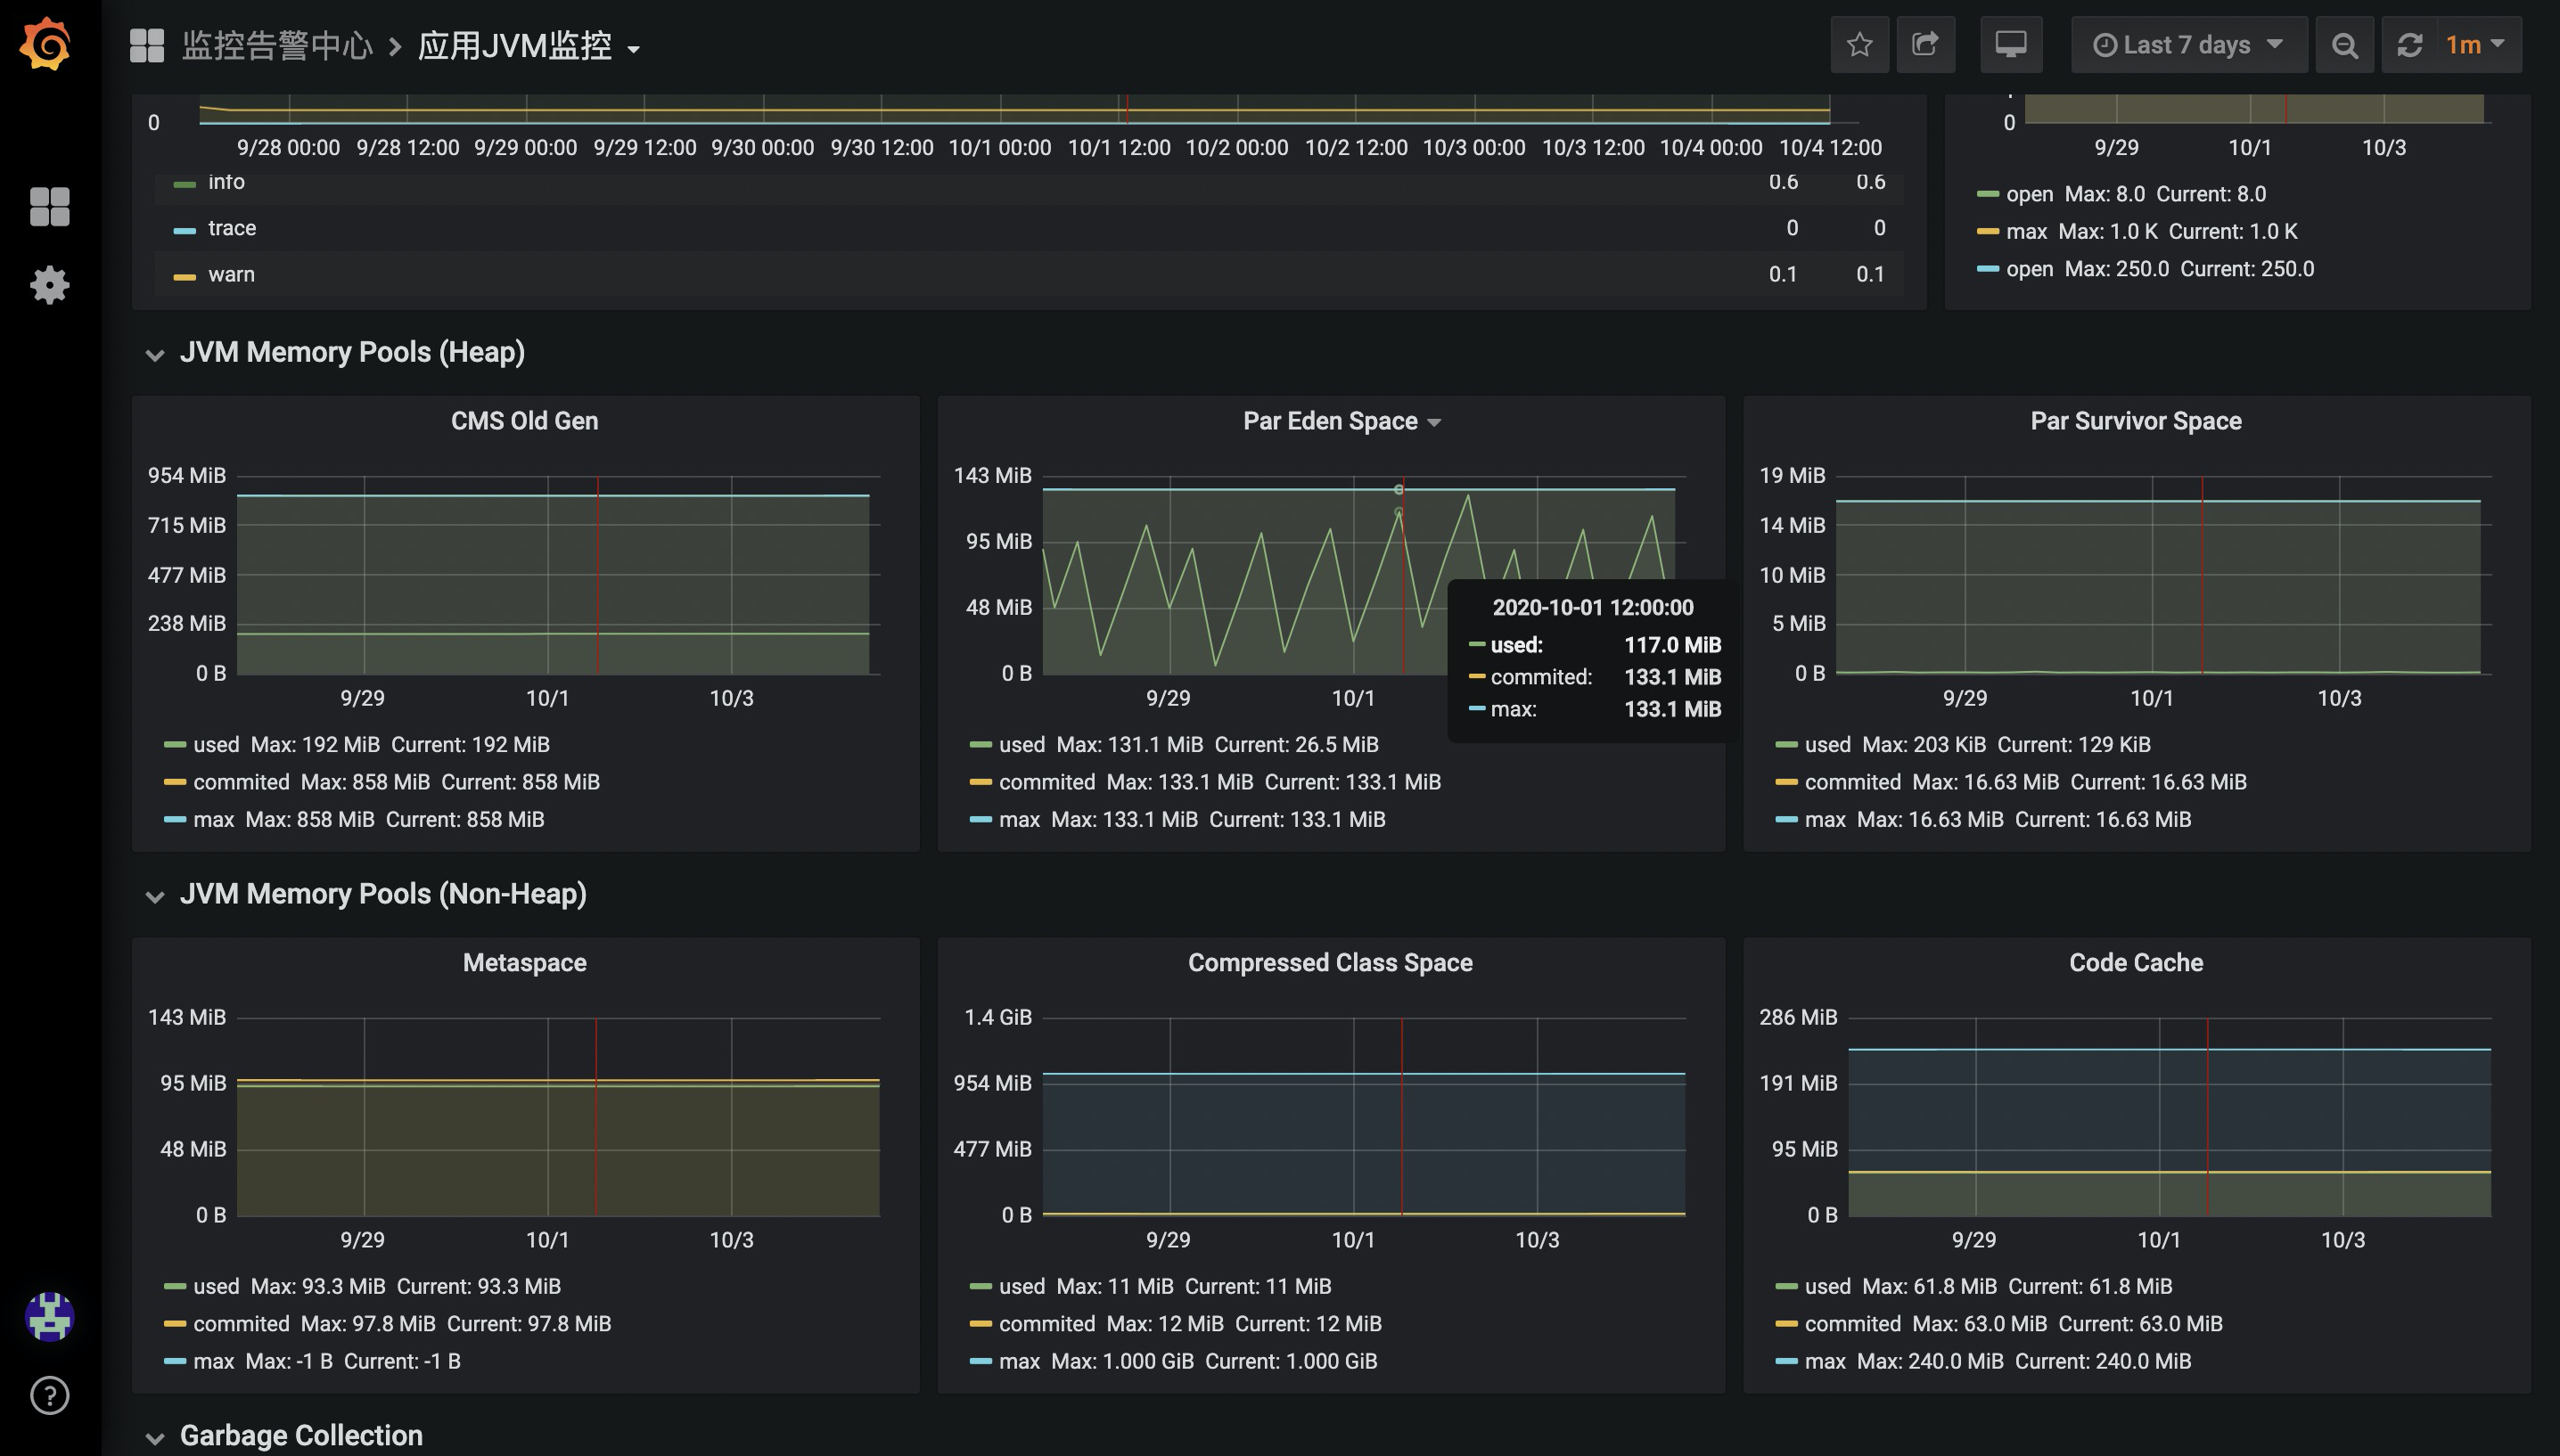 监控告警中心 > 应用JVM监控
Last 7 days
1m
0
9/28 00:00 9/28 12:00 9/29 00:00 9/29 12:00 9/30 00:00 9/30 12:00 10/1 00:00 10/1 12:00 10/2 00:00 10/2 12:00 10/3 00:00 10/3 12:00 10/4 00:00 10/4 12:00
info 0.6 0.6
trace 0 0
warn 0.1 0.1
0
9/29 10/1 10/3
open Max: 8.0 Current: 8.0
max Max: 1.0 K Current: 1.0 K
open Max: 250.0 Current: 250.0
JVM Memory Pools (Heap)
CMS Old Gen
954 MiB
715 MiB
477 MiB
238 MiB
0 B
9/29 10/1 10/3
used Max: 192 MiB Current: 192 MiB
commited Max: 858 MiB Current: 858 MiB
max Max: 858 MiB Current: 858 MiB
Par Eden Space
143 MiB
95 MiB
48 MiB
0 B
9/29 10/1
2020-10-01 12:00:00
used: 117.0 MiB
commited: 133.1 MiB
max: 133.1 MiB
used Max: 131.1 MiB Current: 26.5 MiB
commited Max: 133.1 MiB Current: 133.1 MiB
max Max: 133.1 MiB Current: 133.1 MiB
Par Survivor Space
19 MiB
14 MiB
10 MiB
5 MiB
0 B
9/29 10/1 10/3
used Max: 203 KiB Current: 129 KiB
commited Max: 16.63 MiB Current: 16.63 MiB
max Max: 16.63 MiB Current: 16.63 MiB
JVM Memory Pools (Non-Heap)
Metaspace
143 MiB
95 MiB
48 MiB
0 B
9/29 10/1 10/3
used Max: 93.3 MiB Current: 93.3 MiB
commited Max: 97.8 MiB Current: 97.8 MiB
max Max: -1 B Current: -1 B
Compressed Class Space
1.4 GiB
954 MiB
477 MiB
0 B
9/29 10/1 10/3
used Max: 11 MiB Current: 11 MiB
commited Max: 12 MiB Current: 12 MiB
max Max: 1.000 GiB Current: 1.000 GiB
Code Cache
286 MiB
191 MiB
95 MiB
0 B
9/29 10/1 10/3
used Max: 61.8 MiB Current: 61.8 MiB
commited Max: 63.0 MiB Current: 63.0 MiB
max Max: 240.0 MiB Current: 240.0 MiB
Garbage Collection